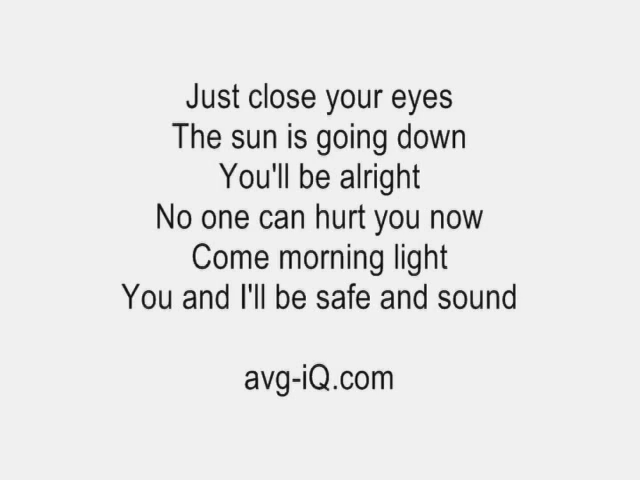 Just close your eyes
The sun is going down
You'll be alright
No one can hurt you now
Come morning light
You and I'll be safe and sound
avg-iQ.com